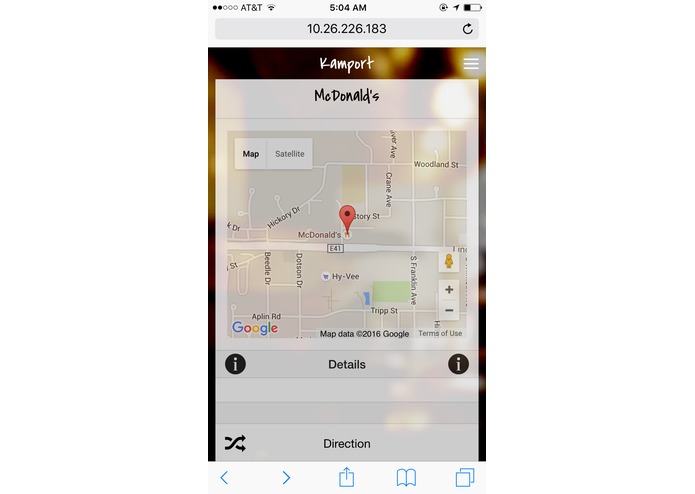 AT&T 5:04 AM
10.26.226.183
Kamport
McDonald's
Map Satellite
Woodland St
Crane Ave
Hickory Dr
Story St
McDonald's
E41
Beedle Dr
Dotson Dr
S Franklin Ave
Hy-Vee
Tripp St
Aplin Rd
Google
Map data ©2016 Google Terms of Use
Details
Direction